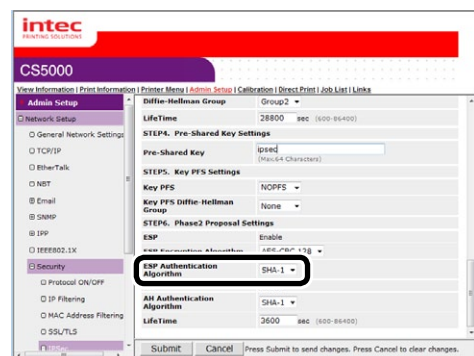 intec
PRINTING SOLUTIONS
CS5000
View Information | Print Information | Printer Menu | Admin Setup | Calibration | Direct Print | Job List | Links
Admin Setup
Network Setup
General Network Settings
TCP/IP
EtherTalk
NBT
Email
SNMP
IPP
IEEE802.1X
Security
Protocol ON/OFF
IP Filtering
MAC Address Filtering
SSL/TLS
IPSec
Diffie-Hellman Group Group2
LifeTime 28800 sec (600-86400)
STEP4. Pre-Shared Key Settings
Pre-Shared Key ipsec
(Max.64 Characters)
STEP5. Key PFS Settings
Key PFS NOPFS
Key PFS Diffie-Hellman
Group None
STEP6. Phase2 Proposal Settings
ESP Enable
ESP Encryption Algorithm AES-CBC 128
ESP Authentication
Algorithm SHA-1
AH Authentication
Algorithm SHA-1
LifeTime 3600 sec (600-86400)
Submit Cancel Press Submit to send changes. Press Cancel to clear changes.